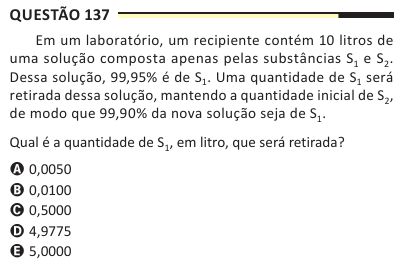 QUESTÃO 137
Em um laboratório, um recipiente contém 10 litros de
uma solução composta apenas pelas substâncias S₁ e S₂.
Dessa solução, 99,95% é de S₁. Uma quantidade de S₁ será
retirada dessa solução, mantendo a quantidade inicial de S₂,
de modo que 99,90% da nova solução seja de S₁.
Qual é a quantidade de S₁, em litro, que será retirada?
A 0,0050
B 0,0100
C 0,5000
D 4,9775
E 5,0000